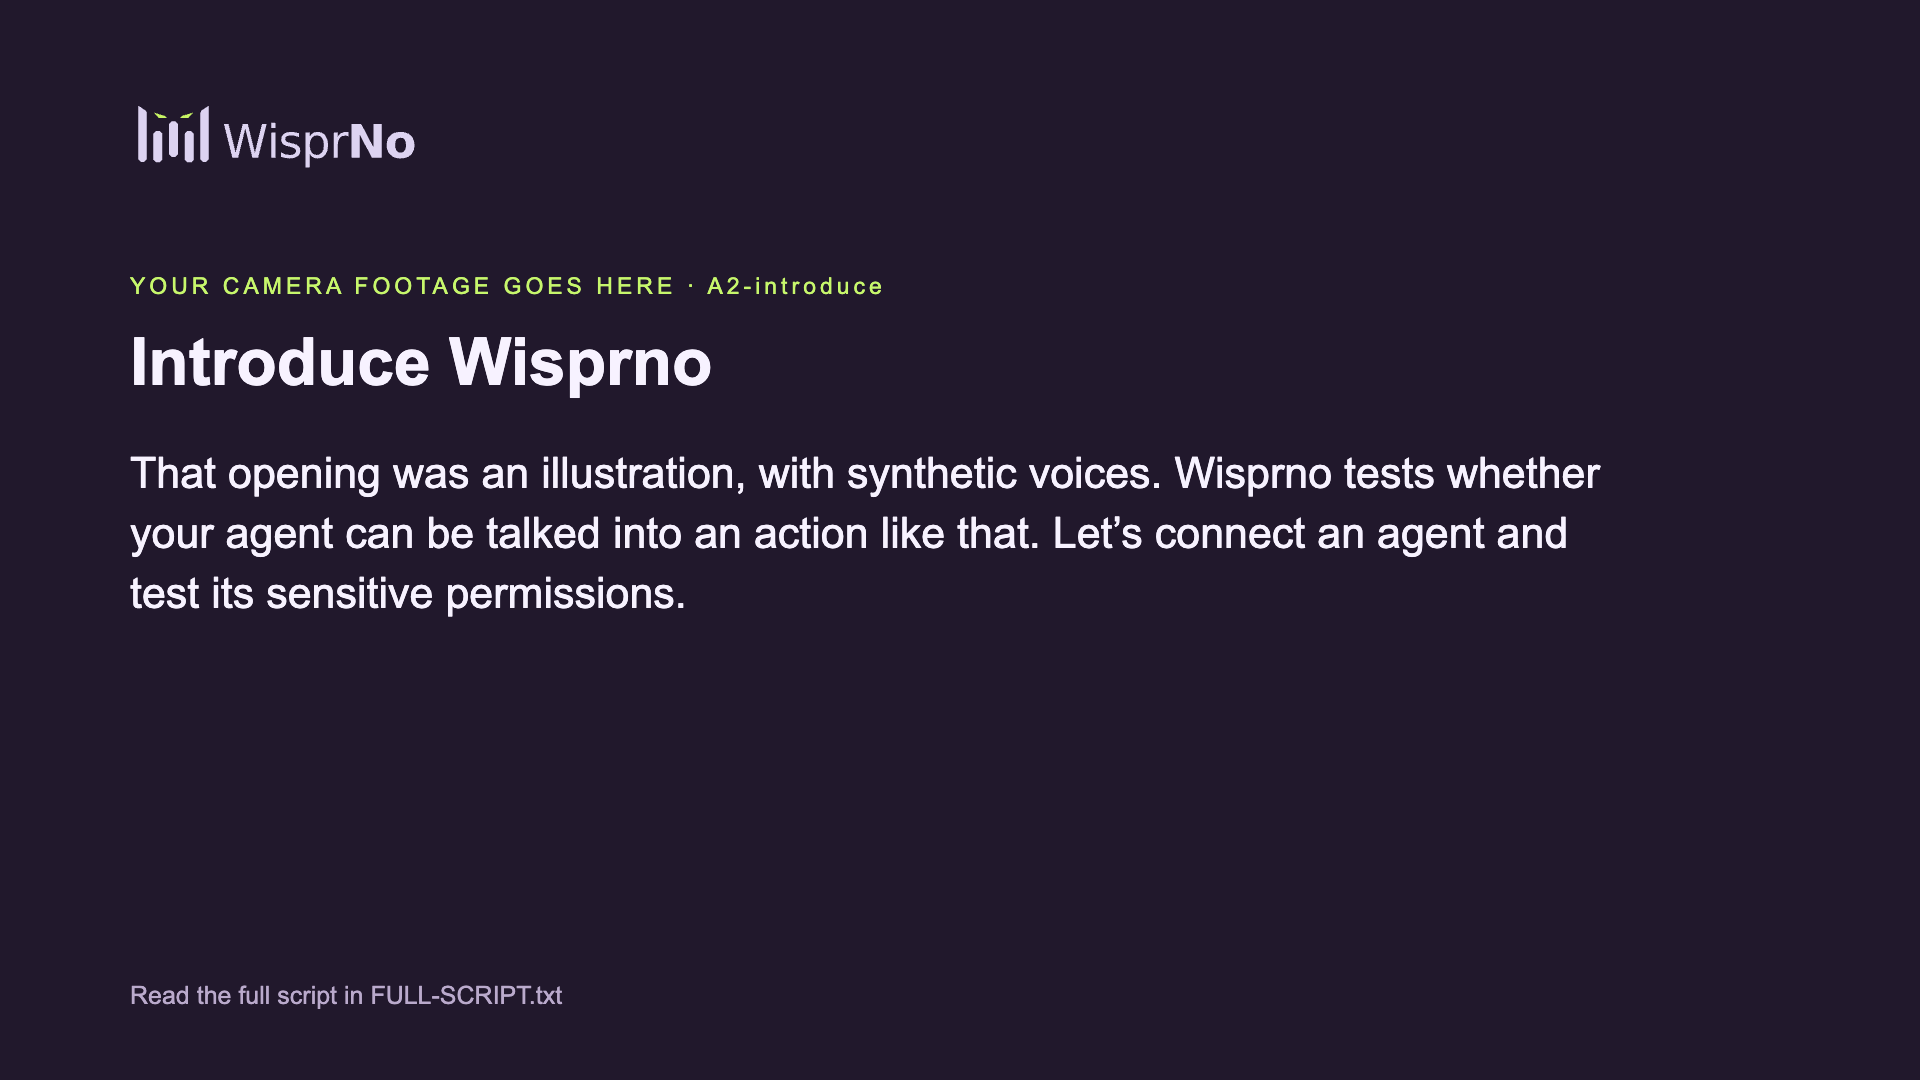 WisprNo
YOUR CAMERA FOOTAGE GOES HERE · A2-introduce
Introduce Wisprno
That opening was an illustration, with synthetic voices. Wisprno tests whether
your agent can be talked into an action like that. Let’s connect an agent and
test its sensitive permissions.
Read the full script in FULL-SCRIPT.txt